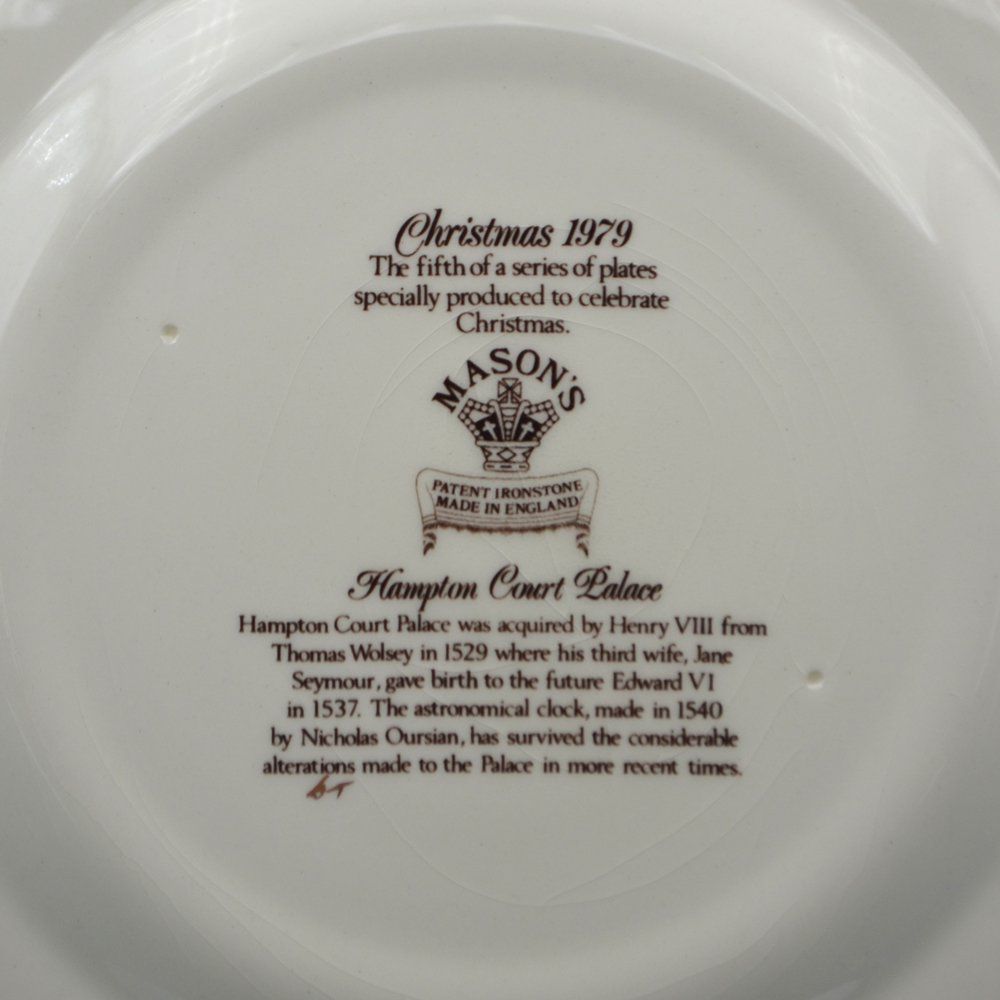 Christmas 1979
The fifth of a series of plates
specially produced to celebrate
Christmas.
MASON'S
PATENT IRONSTONE
MADE IN ENGLAND
Hampton Court Palace
Hampton Court Palace was acquired by Henry VIII from
Thomas Wolsey in 1529 where his third wife, Jane
Seymour, gave birth to the future Edward VI
in 1537. The astronomical clock, made in 1540
by Nicholas Oursian, has survived the considerable
alterations made to the Palace in more recent times.